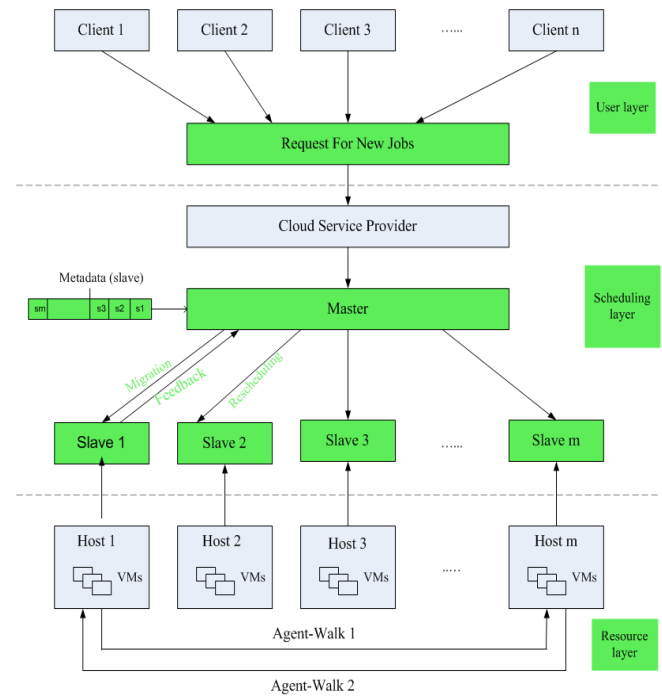 Client 1
Client 2
Client 3
…...
Client n
User layer
Request For New Jobs
Cloud Service Provider
Metadata (slave)
sm
s3
s2
s1
Master
Scheduling
layer
Migration
Feedback
Rescheduling
Slave 1
Slave 2
Slave 3
…...
Slave m
Host 1
VMs
Host 2
VMs
Host 3
VMs
…...
Host m
VMs
Agent-Walk 1
Resource
layer
Agent-Walk 2